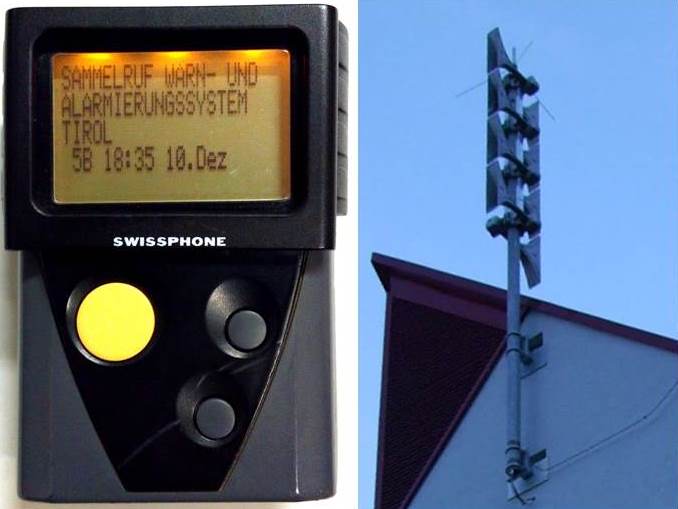 SAMMELRUF WARN- UND
ALARMIERUNGSSYSTEM
TIROL
5B 18:35 10.Dez
SWISSPHONE